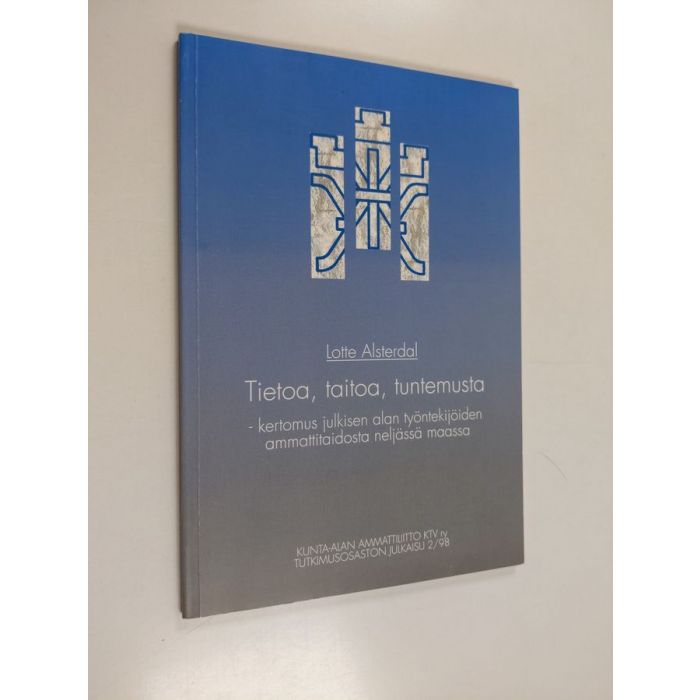 Lotte Alsterdal
Tietoa, taitoa, tuntemusta
- kertomus julkisen alan työntekijöiden
ammattitaidosta neljässä maassa
KUNTA-ALAN AMMATTILIITTO KTV ry
TUTKIMUSOSASTON JULKAISU 2/98